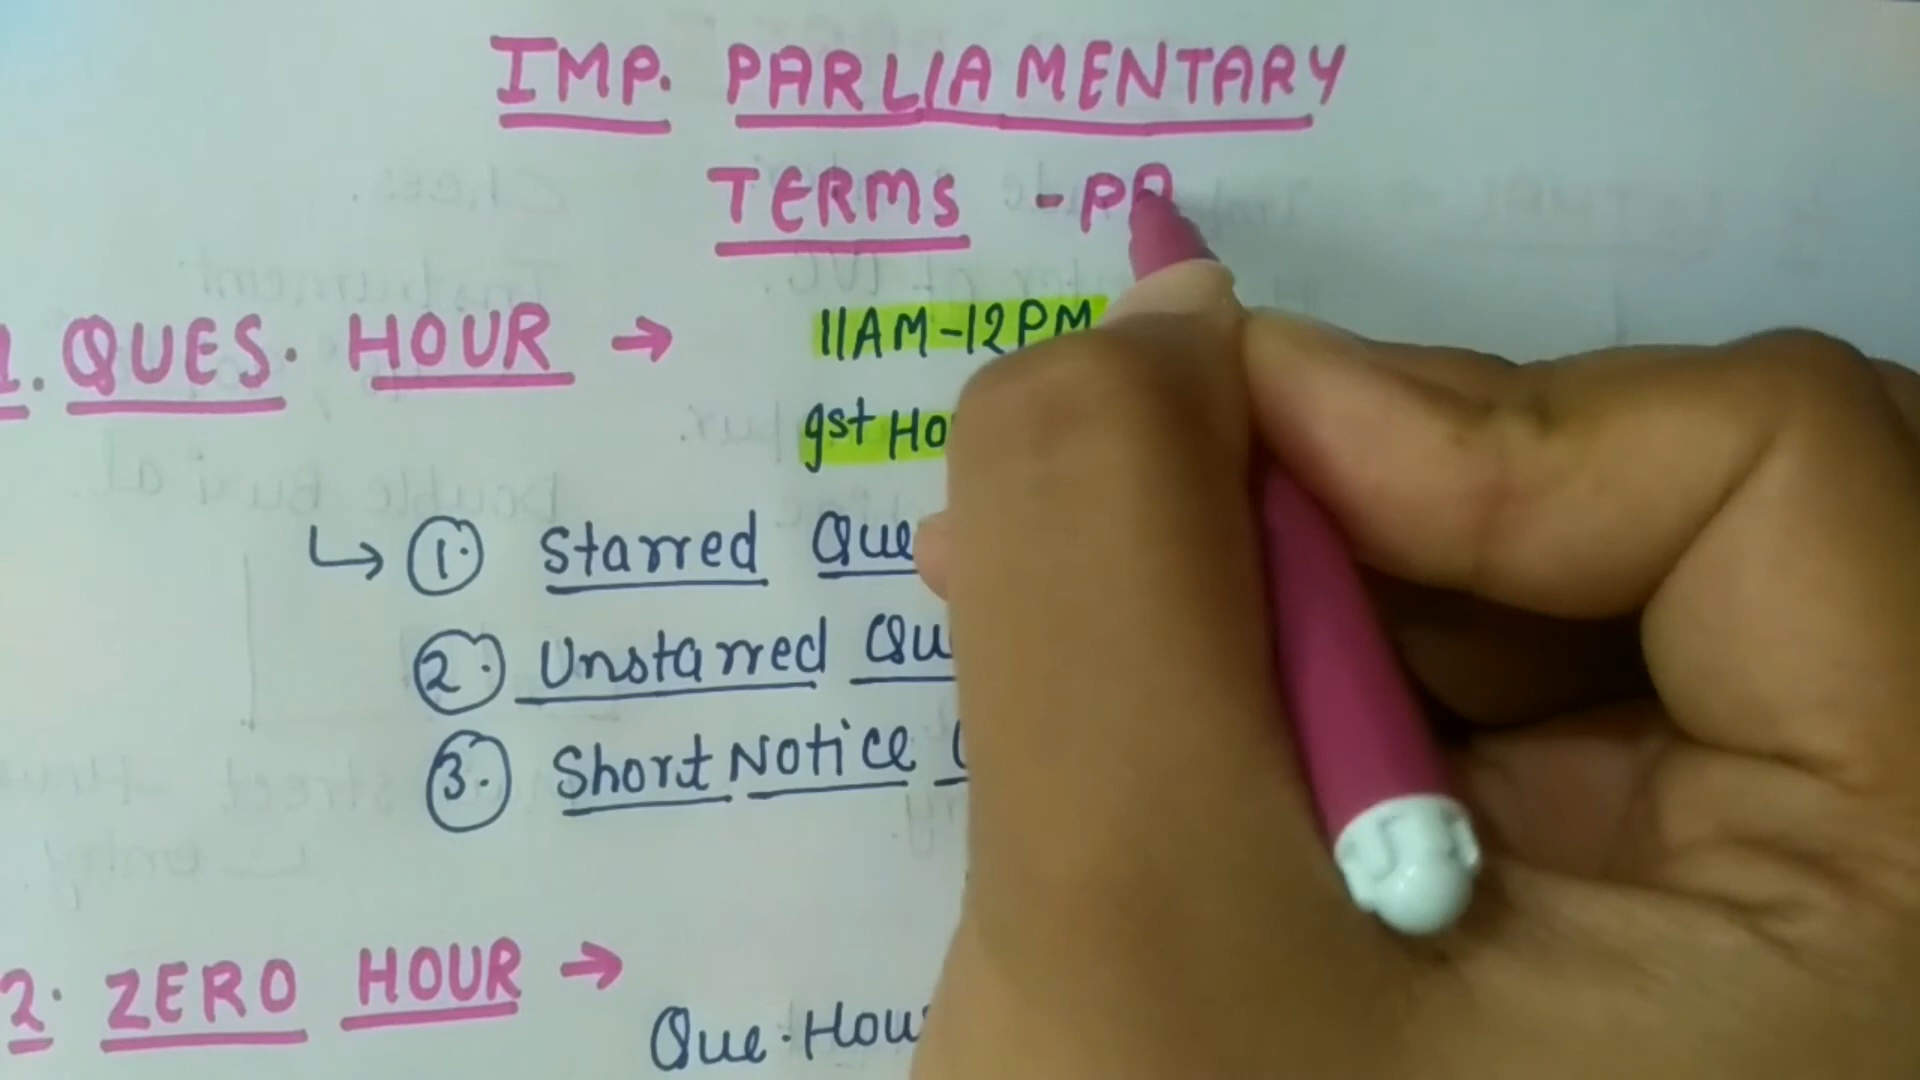 IMP. PARLIAMENTARY
TERMS - PA
1. QUES. HOUR → 11AM-12PM
gst Ho
↳ 1. Starred Que
2. Unstarred Qu
3. Short Notice
2. ZERO HOUR →
Que. Hou